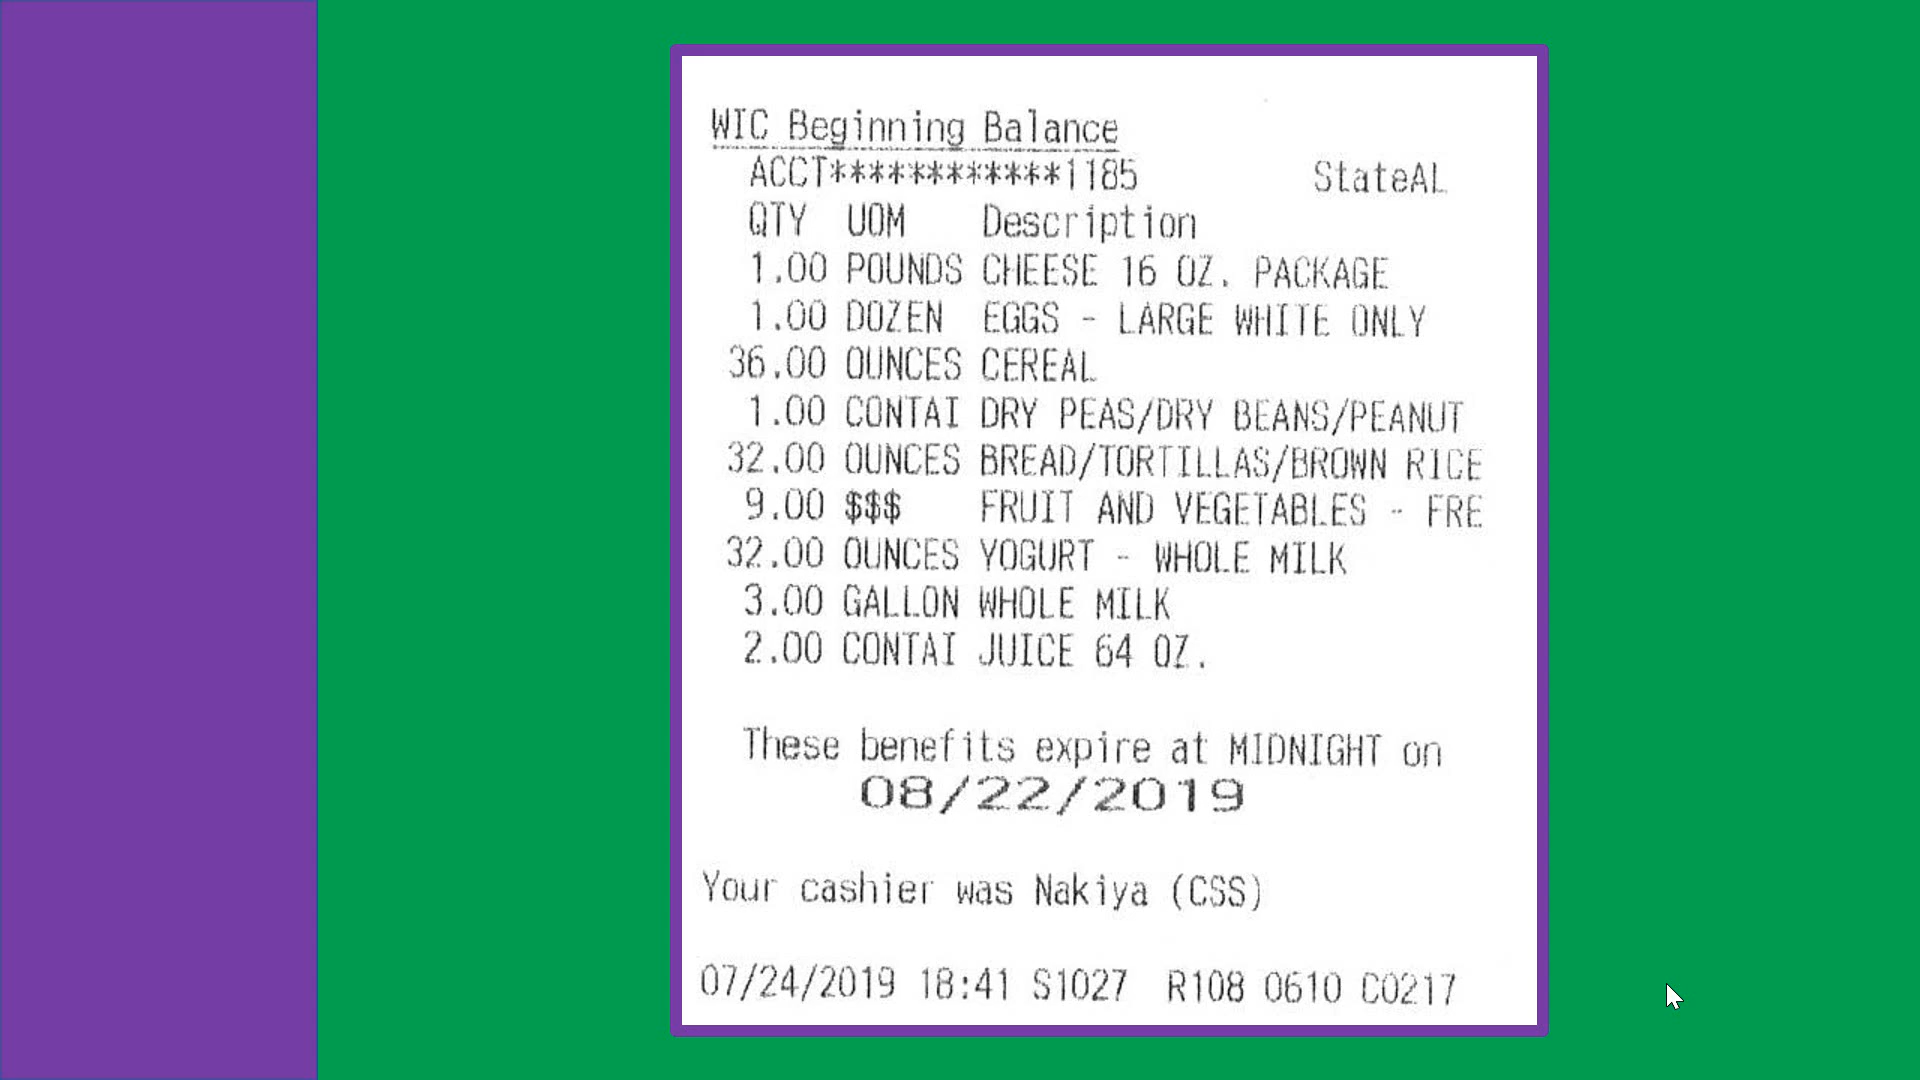 WIC Beginning Balance
ACCT************1185 StateAL
QTY UOM Description
1.00 POUNDS CHEESE 16 OZ. PACKAGE
1.00 DOZEN EGGS - LARGE WHITE ONLY
36.00 OUNCES CEREAL
1.00 CONTAI DRY PEAS/DRY BEANS/PEANUT
32.00 OUNCES BREAD/TORTILLAS/BROWN RICE
9.00 $$$ FRUIT AND VEGETABLES - FRE
32.00 OUNCES YOGURT - WHOLE MILK
3.00 GALLON WHOLE MILK
2.00 CONTAI JUICE 64 OZ.
These benefits expire at MIDNIGHT on
08/22/2019
Your cashier was Nakiya (CSS)
07/24/2019 18:41 S1027 R108 0610 C0217